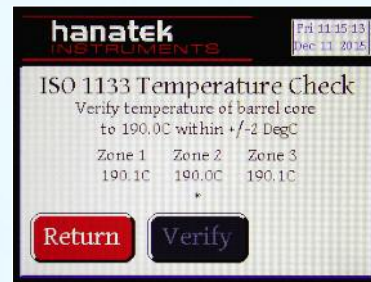 hanatek
INSTRUMENTS
Fri 11:15:13
Dec 11 2015
ISO 1133 Temperature Check
Verify temperature of barrel core
to 190.0C within +/-2 DegC
Zone 1 Zone 2 Zone 3
190.1C 190.0C 190.1C
*
Return Verify